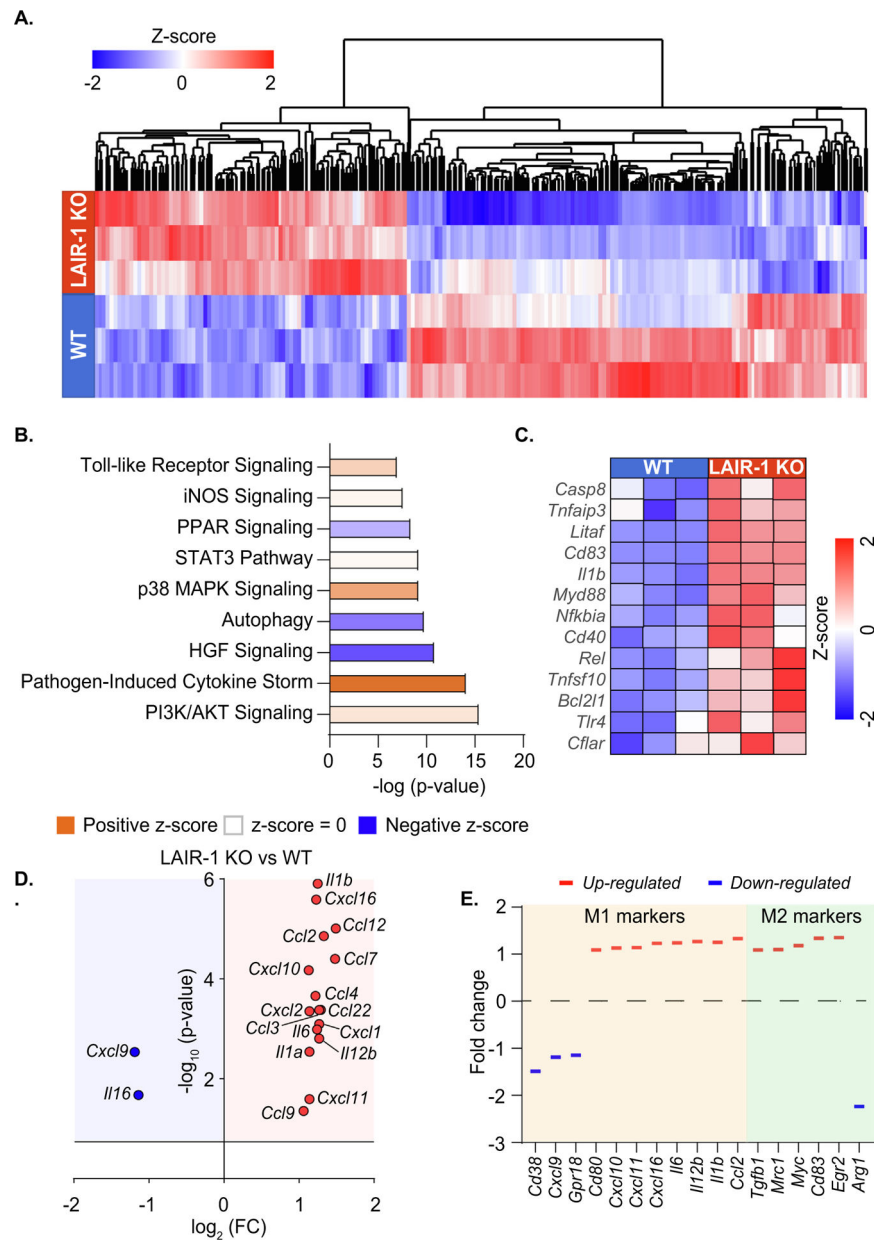 A.
Z-score
-2
0
2
LAIR-1 KO
WT
B.
Toll-like Receptor Signaling
iNOS Signaling
PPAR Signaling
STAT3 Pathway
p38 MAPK Signaling
Autophagy
HGF Signaling
Pathogen-Induced Cytokine Storm
PI3K/AKT Signaling
0 5 10 15 20
-log (p-value)
Positive z-score z-score = 0 Negative z-score
C.
WT LAIR-1 KO
Casp8
Tnfaip3
Litaf
Cd83
Il1b
Myd88
Nfkbia
Cd40
Rel
Tnfsf10
Bcl2l1
Tlr4
Cflar
2
0
-2
Z-score
D.
.
LAIR-1 KO vs WT
6
4
2
-log10 (p-value)
Il1b
Cxcl16
Ccl12
Ccl2
Ccl7
Cxcl10
Ccl4
Cxcl2
Ccl22
Ccl3
Il6
Cxcl1
Il1a
Il12b
Cxcl9
Il16
Cxcl11
Ccl9
-2 -1 0 1 2
log2 (FC)
E.
Up-regulated Down-regulated
M1 markers M2 markers
2
1
0
-1
-2
-3
Fold change
Cd38
Cxcl9
Gpr18
Cd80
Cxcl10
Cxcl11
Cxcl16
Il6
Il12b
Il1b
Ccl2
Tgfb1
Mrc1
Myc
Cd83
Egr2
Arg1